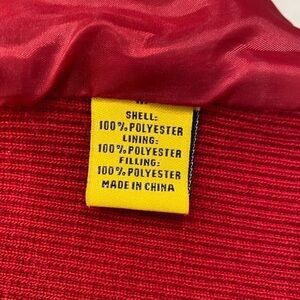 SHELL:
100% POLYESTER
LINING:
100% POLYESTER
FILLING:
100% POLYESTER
MADE IN CHINA